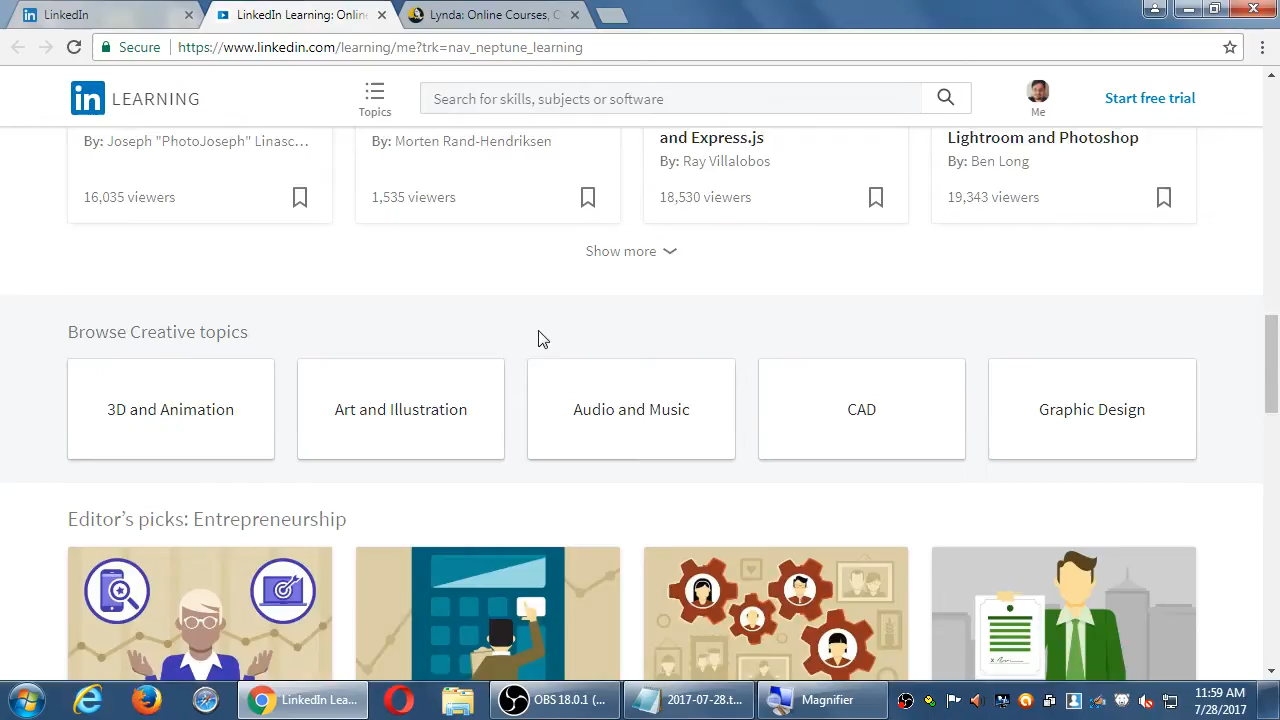 LinkedIn
LinkedIn Learning: Onlin
Lynda: Online Courses, C
Secure
https://www.linkedin.com/learning/me?trk=nav_neptune_learning
in LEARNING
Topics
Search for skills, subjects or software
Me
Start free trial
By: Joseph "PhotoJoseph" Linasc...
By: Morten Rand-Hendriksen
and Express.js
By: Ray Villalobos
Lightroom and Photoshop
By: Ben Long
16,035 viewers
1,535 viewers
18,530 viewers
19,343 viewers
Show more
Browse Creative topics
3D and Animation
Art and Illustration
Audio and Music
CAD
Graphic Design
Editor’s picks: Entrepreneurship
LinkedIn Lea...
OBS 18.0.1 (...
2017-07-28.t...
Magnifier
11:59 AM
7/28/2017